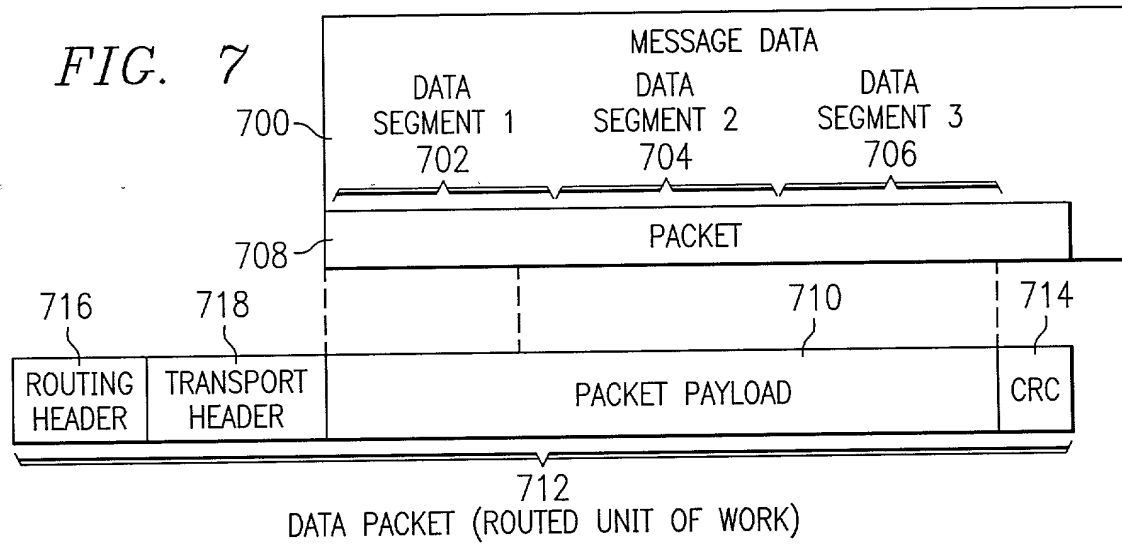 FIG. 7
MESSAGE DATA
DATA SEGMENT 1
702
DATA SEGMENT 2
704
DATA SEGMENT 3
706
700
708
PACKET
716
718
710
714
ROUTING HEADER
TRANSPORT HEADER
PACKET PAYLOAD
CRC
712
DATA PACKET (ROUTED UNIT OF WORK)